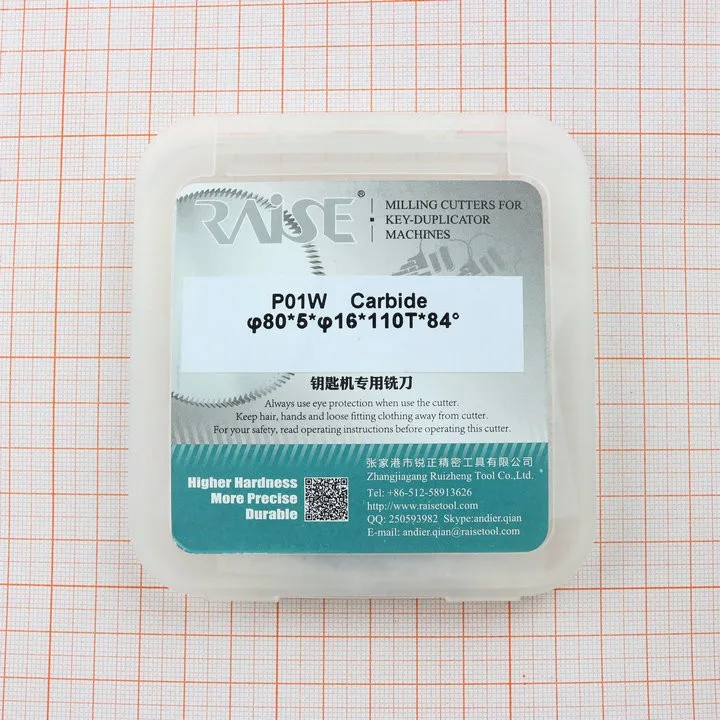 RAiSE®
MILLING CUTTERS FOR
KEY-DUPLICATOR
MACHINES
P01W Carbide
φ80*5*φ16*110T*84°
钥匙机专用铣刀
Always use eye protection when use the cutter.
Keep hair, hands and loose fitting clothing away from cutter.
For your safety, read operating instructions before operating this cutter.
张家港市锐正精密工具有限公司
Zhangjiagang Ruizheng Tool Co.,Ltd.
Higher Hardness
More Precise
Durable
Tel: +86-512-58913626
www.raisetool.com
QQ: 250593982 Skype:andier.qian
E-mail: andier.qian@raisetool.com